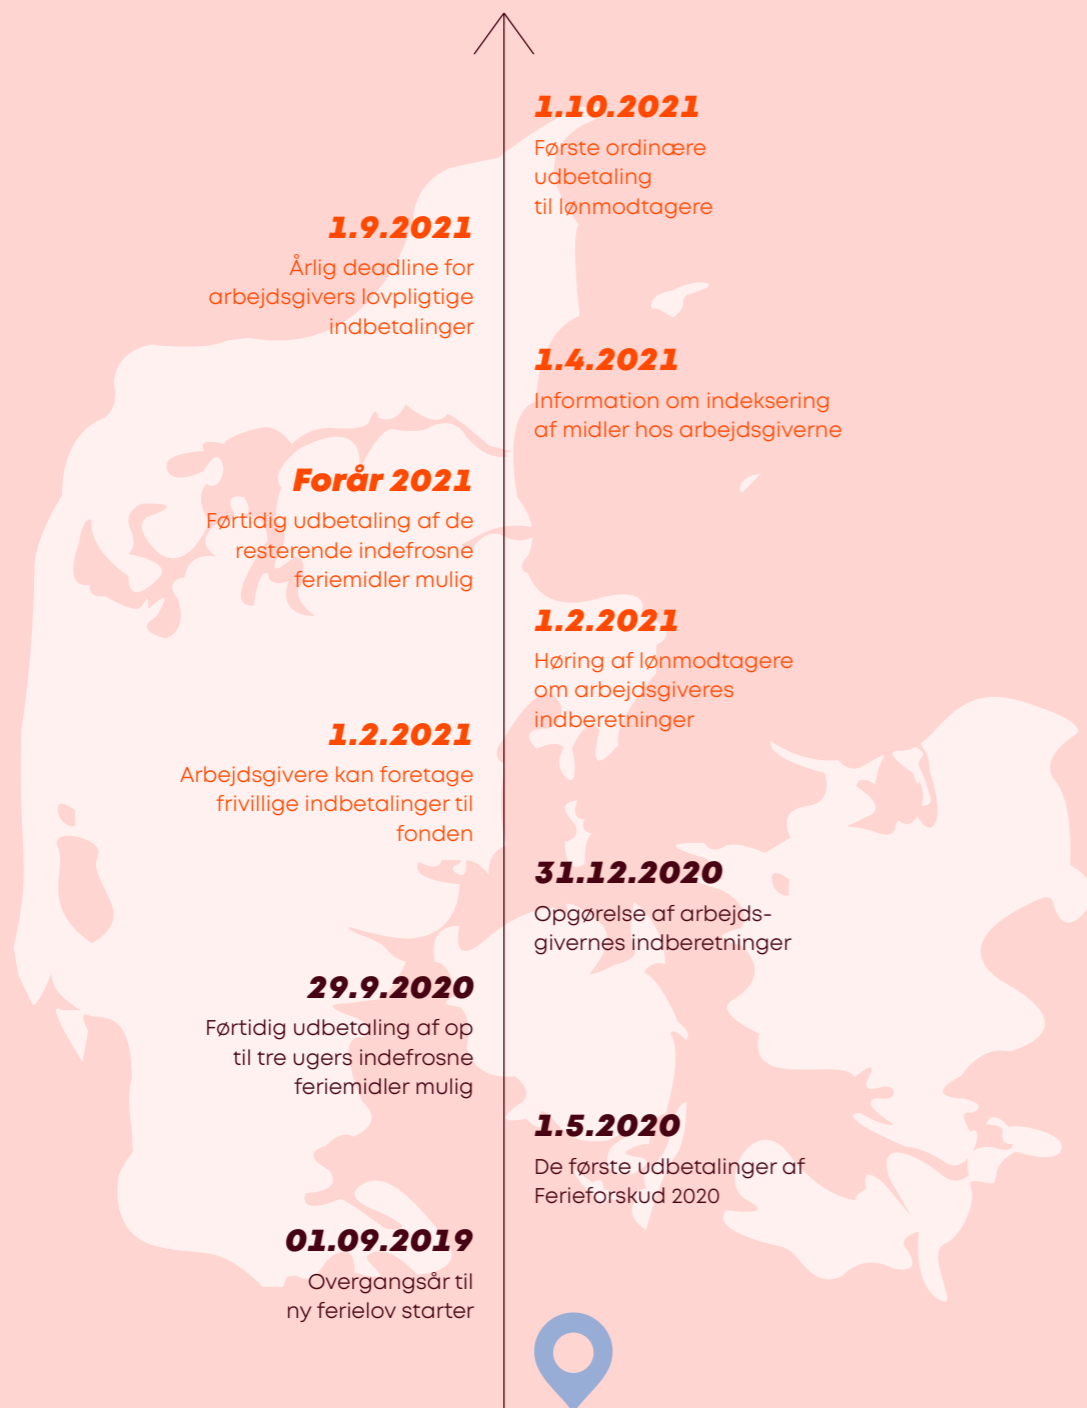 1.10.2021
Første ordinære
udbetaling
til lønmodtagere
1.9.2021
Årlig deadline for
arbejdsgivers lovpligtige
indbetalinger
1.4.2021
Information om indeksering
af midler hos arbejdsgiverne
Forår 2021
Førtidig udbetaling af de
resterende indefrosne
feriemidler mulig
1.2.2021
Høring af lønmodtagere
om arbejdsgiveres
indberetninger
1.2.2021
Arbejdsgivere kan foretage
frivillige indbetalinger til
fonden
31.12.2020
Opgørelse af arbejds-
givernes indberetninger
29.9.2020
Førtidig udbetaling af op
til tre ugers indefrosne
feriemidler mulig
1.5.2020
De første udbetalinger af
Ferieforskud 2020
01.09.2019
Overgangsår til
ny ferielov starter